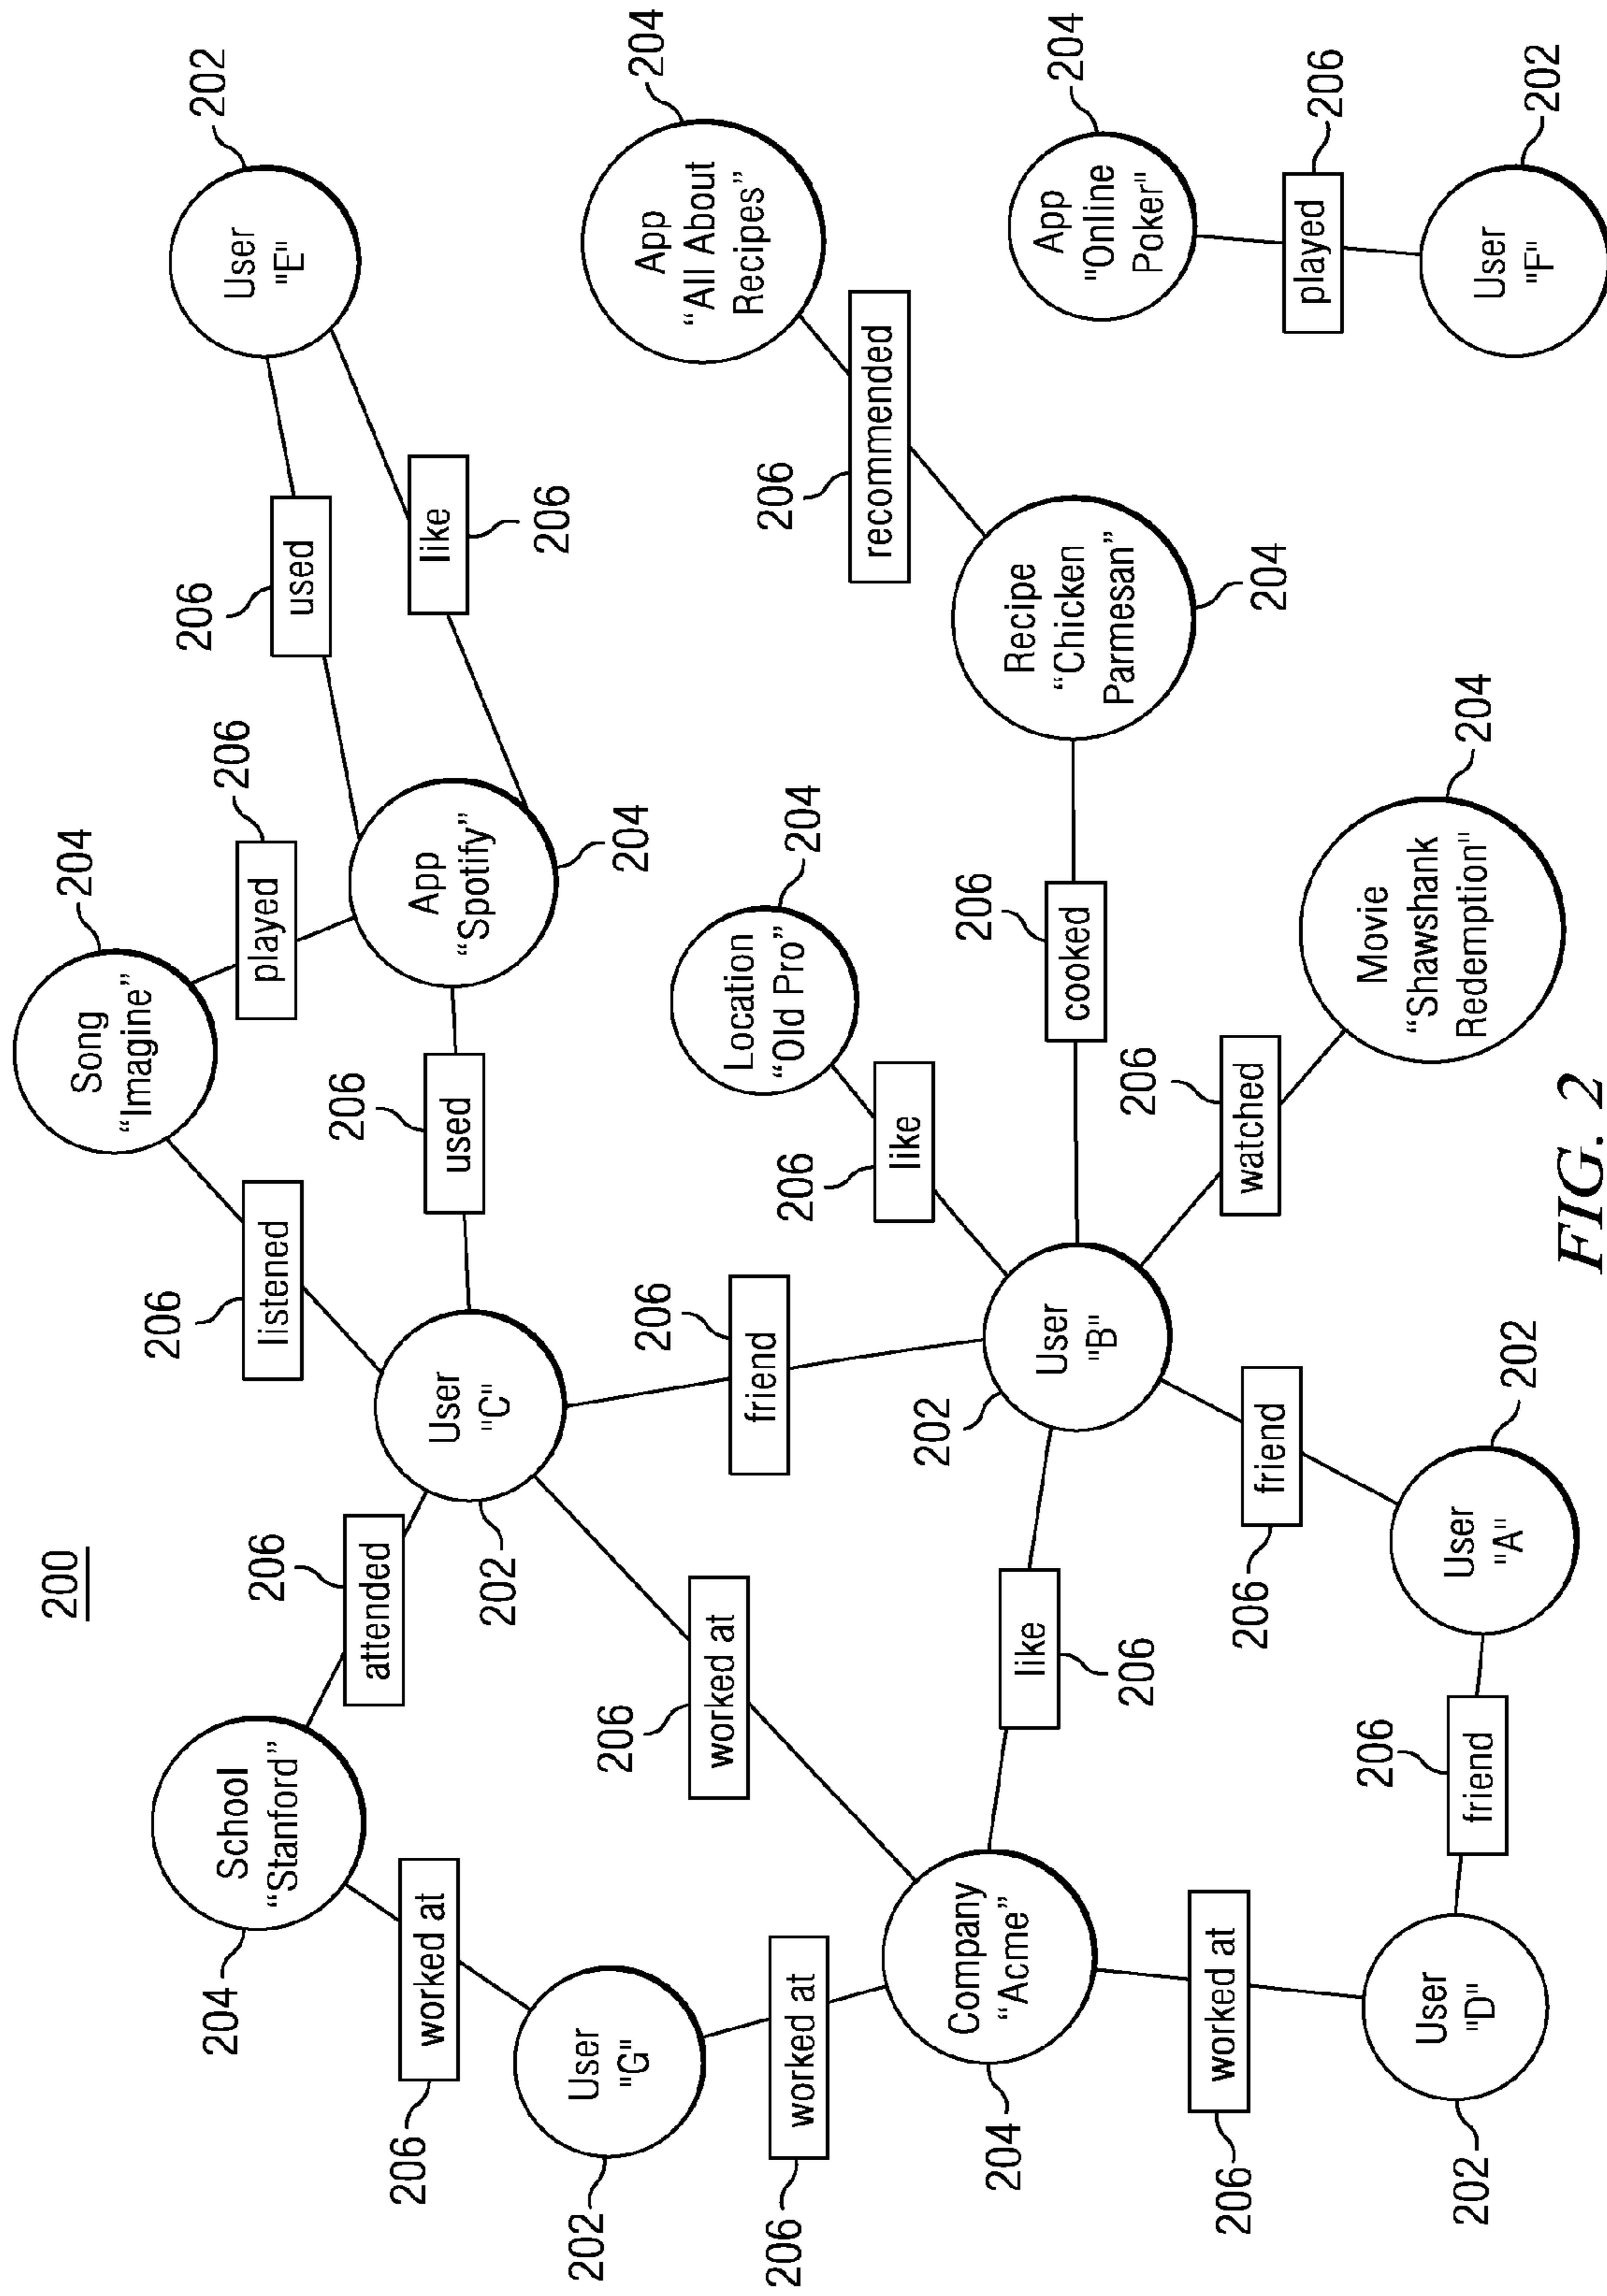 200
204
Song
“Imagine”
206
listened
206
played
202
User
"E"
204
School
“Stanford”
206
attended
206
used
206
used
206
like
App
“Spotify”
204
User
"C"
202
206
worked at
User
"G"
202
206
worked at
206
friend
204
App
“All About
Recipes”
206
recommended
206
worked at
204
Location
“Old Pro”
206
like
Company
“Acme”
204
like
206
202
User
"B"
206
cooked
Recipe
“Chicken
Parmesan”
204
204
App
"Online
Poker"
206
worked at
206
friend
206
watched
206
played
User
"D"
202
206
friend
User
"A"
202
Movie
“Shawshank
Redemption”
204
User
"F"
202
FIG. 2